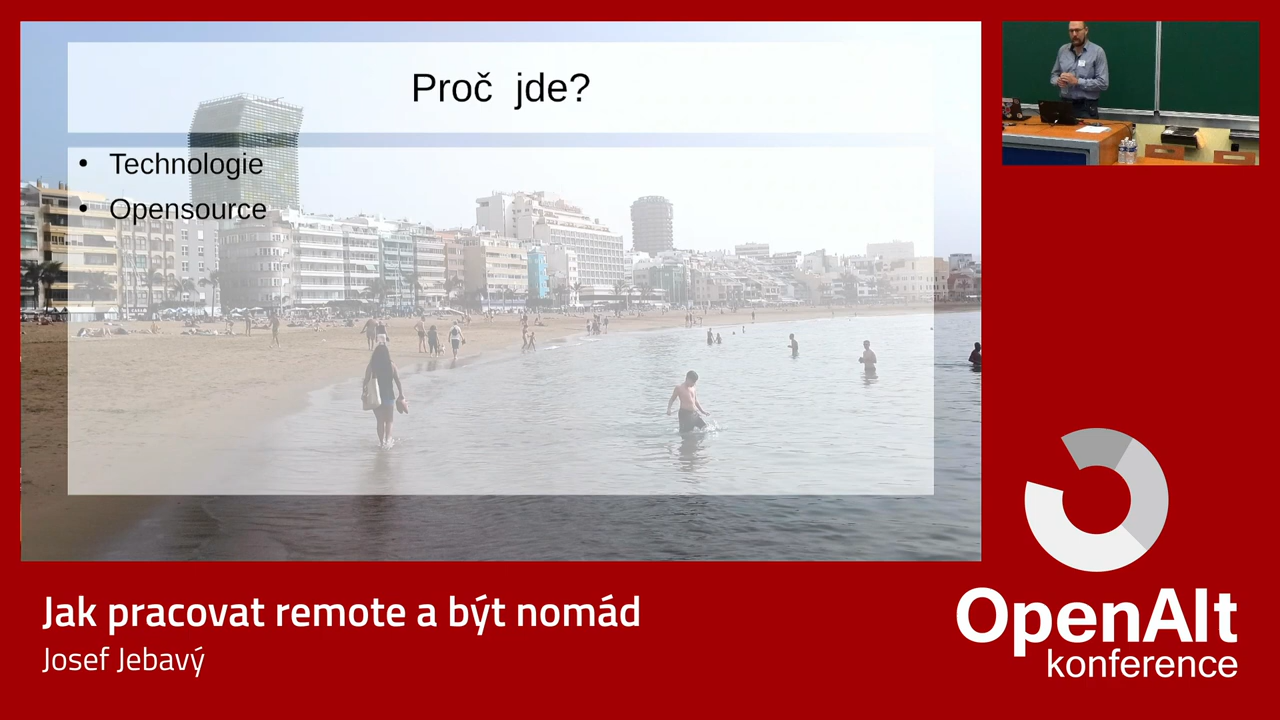 Proč jde?
• Technologie
• Opensource
Jak pracovat remote a být nomád
Josef Jebavý
OpenAlt
konference